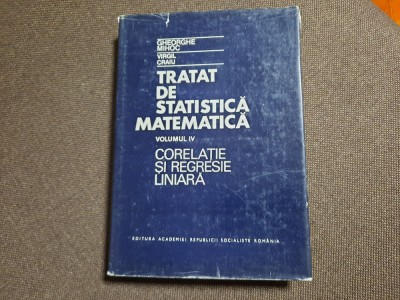 GHEORGHE
MIHOC
VIRGIL
CRAIU
TRATAT
DE
STATISTICĂ
MATEMATICĂ
VOLUMUL IV
CORELAȚIE
ȘI REGRESIE
LINIARĂ
EDITURA ACADEMIEI REPUBLICII SOCIALISTE ROMÂNIA